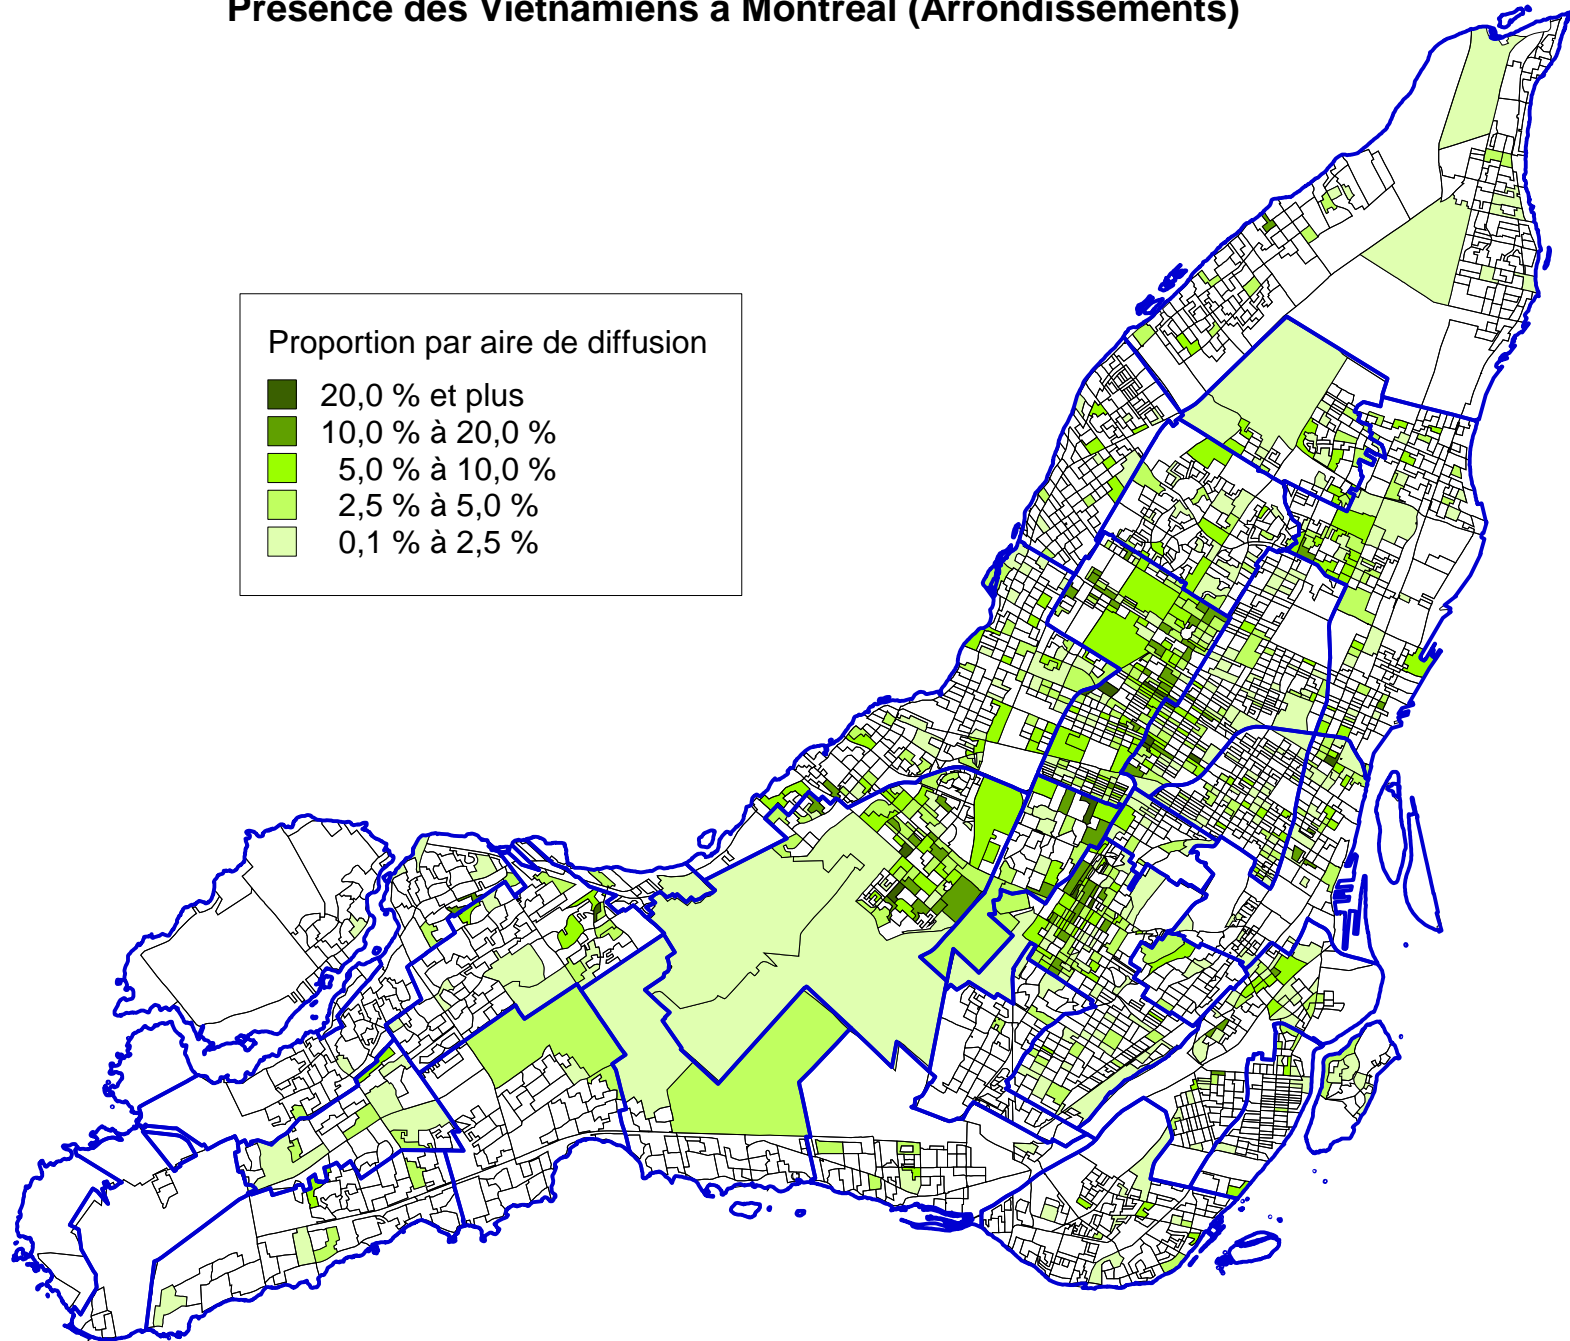 Présence des Vietnamiens à Montréal (Arrondissements)
Proportion par aire de diffusion
20,0 % et plus
10,0 % à 20,0 %
5,0 % à 10,0 %
2,5 % à 5,0 %
0,1 % à 2,5 %